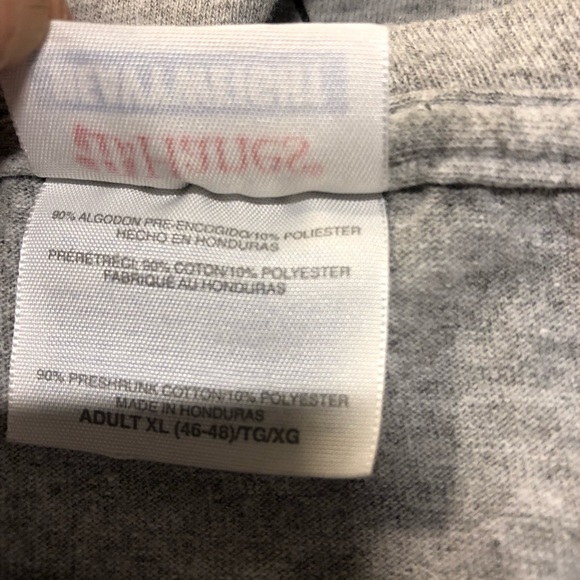 90% ALGODON PRE-ENCOGIDO/10% POLIESTER
HECHO EN HONDURAS
PRÉRÉTRECI, 90% COTON/10% POLYESTER
FABRIQUÉ AU HONDURAS
90% PRESHRUNK COTTON/10% POLYESTER
MADE IN HONDURAS
ADULT XL (46-48)/TG/XG